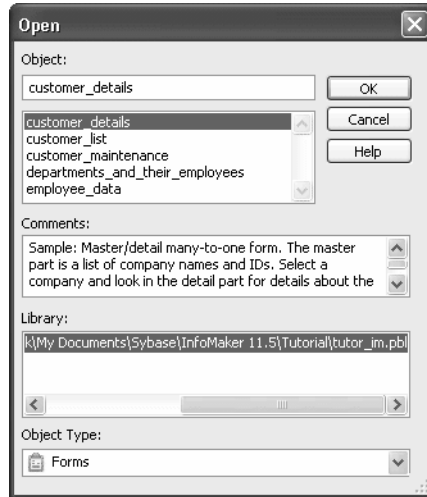 Open
Object:
customer_details
OK
customer_details
customer_list
customer_maintenance
departments_and_their_employees
employee_data
Cancel
Help
Comments:
Sample: Master/detail many-to-one form. The master
part is a list of company names and IDs. Select a
company and look in the detail part for details about the
Library:
k\My Documents\Sybase\InfoMaker 11.5\Tutorial\tutor_im.pbl
Object Type:
Forms